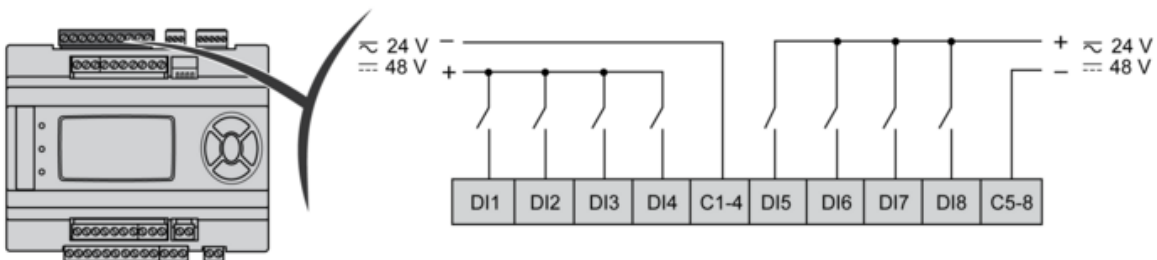 ⏦ 24 V −
⎓ 48 V +
+ ⏦ 24 V
− ⎓ 48 V
DI1 DI2 DI3 DI4 C1-4 DI5 DI6 DI7 DI8 C5-8